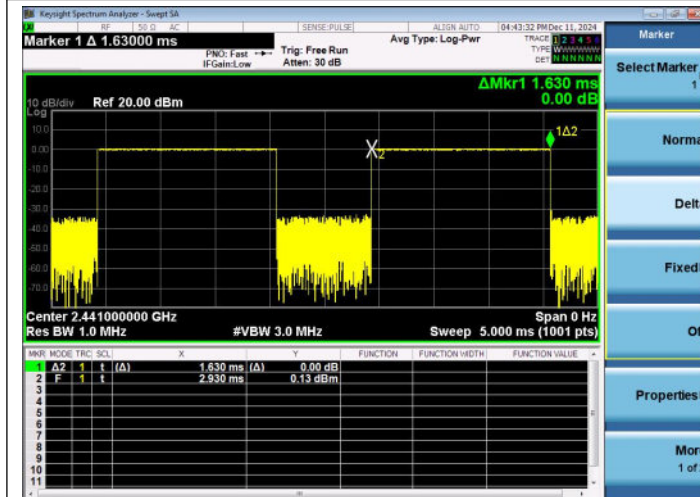 Keysight Spectrum Analyzer - Swept SA
RF 50 Ω AC SENSE:PULSE ALIGN AUTO 04:43:32 PM Dec 11, 2024
Marker 1 Δ 1.63000 ms
PNO: Fast
IFGain:Low
Trig: Free Run
Atten: 30 dB
Avg Type: Log-Pwr
TRACE 1 2 3 4 5 6
TYPE
DET N N N N N N
ΔMkr1 1.630 ms
0.00 dB
10 dB/div Ref 20.00 dBm
Log
10.0
0.00
-10.0
-20.0
-30.0
-40.0
-50.0
-60.0
-70.0
2
1Δ2
Center 2.441000000 GHz
Span 0 Hz
Res BW 1.0 MHz #VBW 3.0 MHz Sweep 5.000 ms (1001 pts)
MKR MODE TRC SCL X Y FUNCTION FUNCTION WIDTH FUNCTION VALUE
1 Δ2 1 t (Δ) 1.630 ms (Δ) 0.00 dB
2 F 1 t 2.930 ms 0.13 dBm
3
4
5
6
7
8
9
10
11
Marker
Select Marker
1
Norma
Delt
Fixed
Of
Properties
Mor
1 of